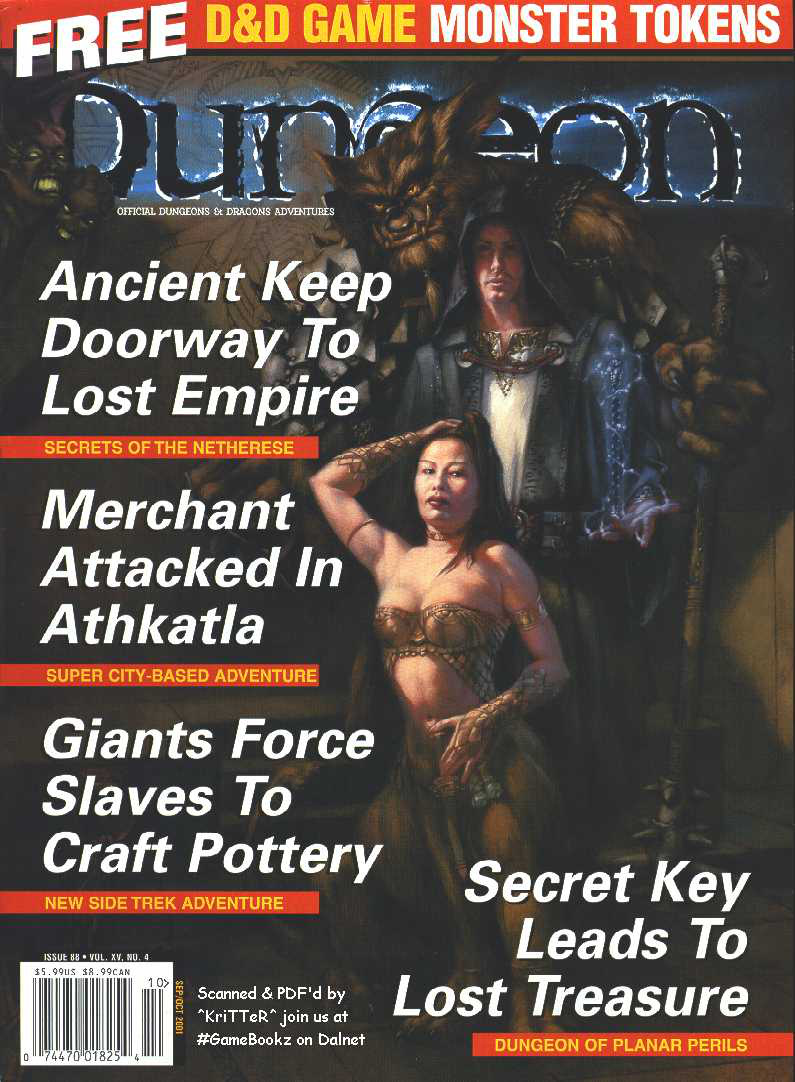 FREE D&D GAME MONSTER TOKENS
Dungeon
OFFICIAL DUNGEONS & DRAGONS ADVENTURES
Ancient Keep
Doorway To
Lost Empire
SECRETS OF THE NETHERESE
Merchant
Attacked In
Athkatla
SUPER CITY-BASED ADVENTURE
Giants Force
Slaves To
Craft Pottery
NEW SIDE TREK ADVENTURE
Secret Key
Leads To
Lost Treasure
DUNGEON OF PLANAR PERILS
ISSUE 88 • VOL. XV, NO. 4
$5.99US $8.99CAN
10>
SEP/OCT 2001
0 74470 01825 4
Scanned & PDF'd by
^KriTTeR^ join us at
#GameBookz on Dalnet